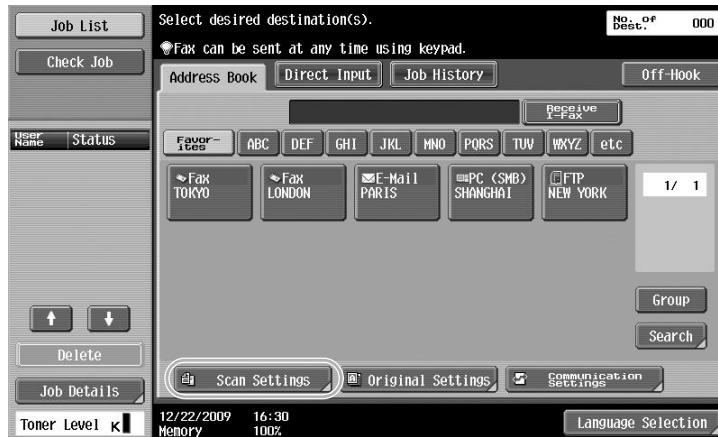 Job List
Check Job
User Name Status
Delete
Job Details
Toner Level K
Select desired destination(s).
No. of Dest. 000
Fax can be sent at any time using keypad.
Address Book Direct Input Job History Off-Hook
Receive I-Fax
Favor-ites ABC DEF GHI JKL MNO PQRS TUV WXYZ etc
Fax TOKYO
Fax LONDON
E-Mail PARIS
PC (SMB) SHANGHAI
FTP NEW YORK
1/ 1
Group
Search
Scan Settings Original Settings Communication Settings
12/22/2009 16:30
Memory 100%
Language Selection